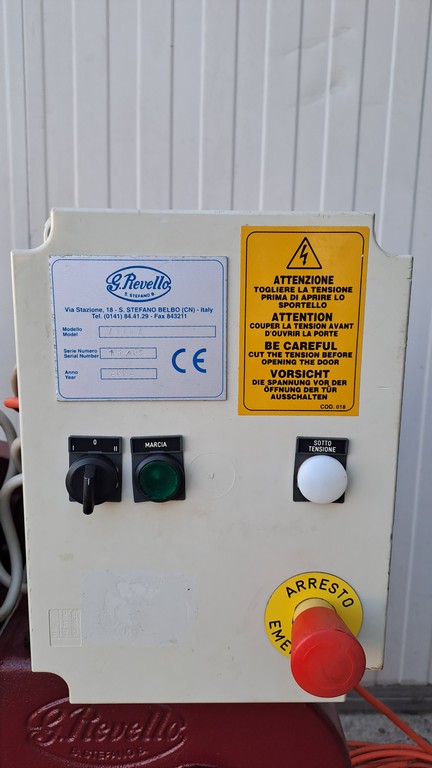 G. Revello
S. STEFANO B.
Via Stazione, 18 - S. STEFANO BELBO (CN) - Italy
Tel. (0141) 84.41.29 - Fax 843211
Modello
Model
Serie Numero
Serial Number
Anno
Year
CE
ATTENZIONE
TOGLIERE LA TENSIONE
PRIMA DI APRIRE LO
SPORTELLO
ATTENTION
COUPER LA TENSION AVANT
D'OUVRIR LA PORTE
BE CAREFUL
CUT THE TENSION BEFORE
OPENING THE DOOR
VORSICHT
DIE SPANNUNG VOR DER
ÖFFNUNG DER TÜR
AUSSCHALTEN
COD. 018
I 0 II
MARCIA
SOTTO
TENSIONE
ARRESTO
G. Revello
S. STEFANO B.